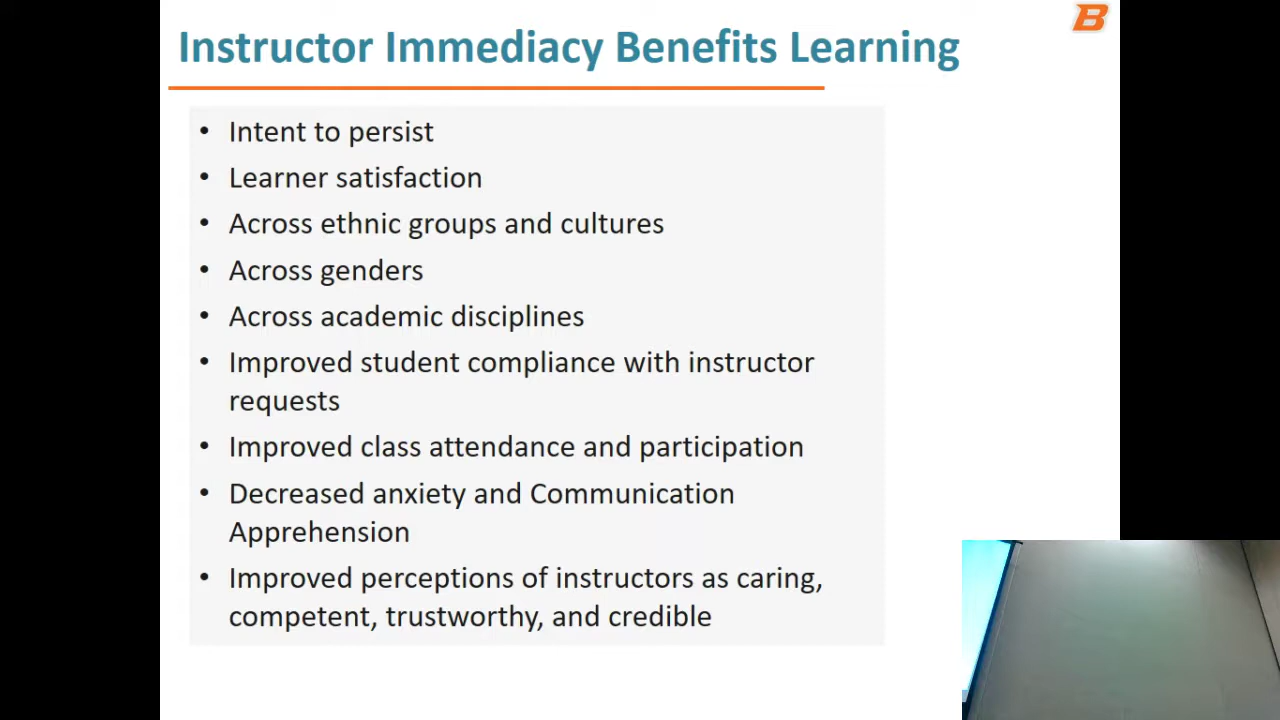 B
Instructor Immediacy Benefits Learning
• Intent to persist
• Learner satisfaction
• Across ethnic groups and cultures
• Across genders
• Across academic disciplines
• Improved student compliance with instructor
requests
• Improved class attendance and participation
• Decreased anxiety and Communication
Apprehension
• Improved perceptions of instructors as caring,
competent, trustworthy, and credible